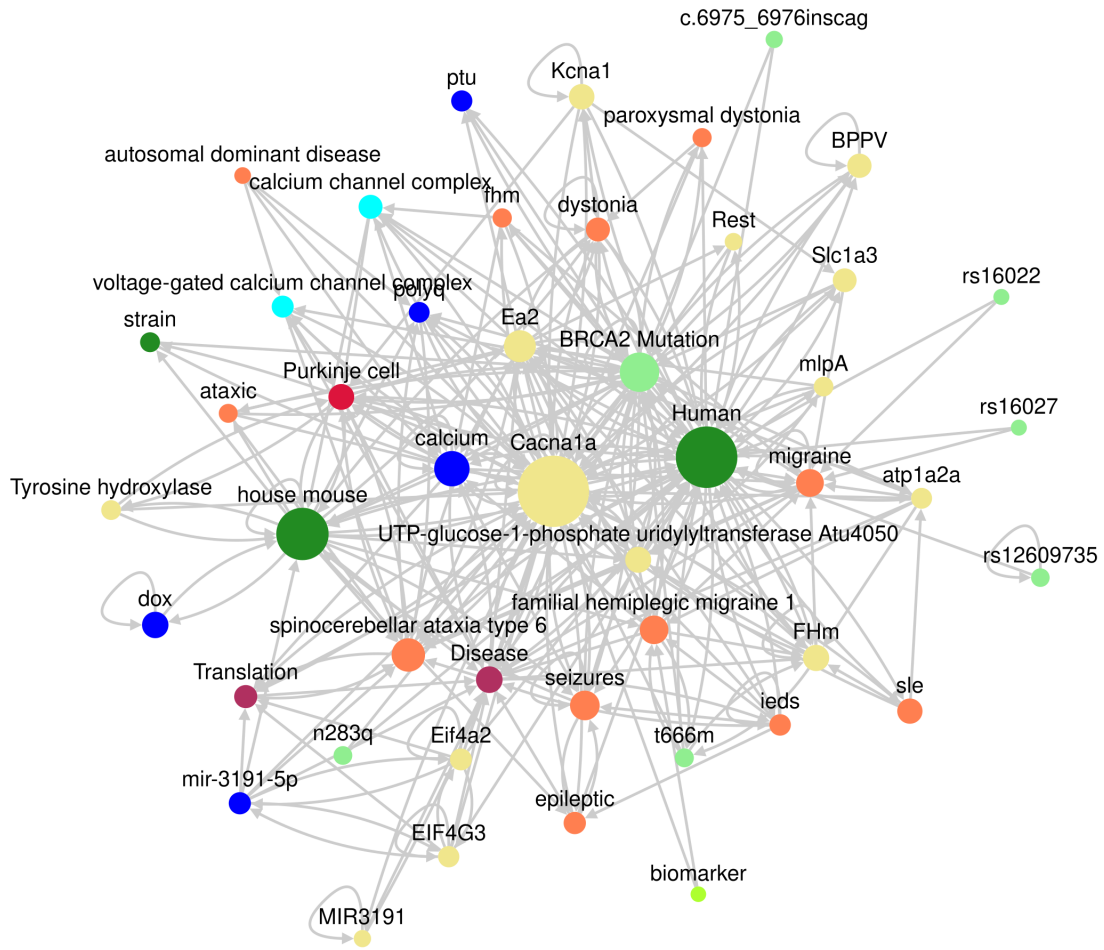 c.6975_6976inscag
Kcna1
ptu
paroxysmal dystonia
BPPV
autosomal dominant disease
calcium channel complex
fhm
dystonia
Rest
Slc1a3
rs16022
voltage-gated calcium channel complex
polyq
strain
Ea2
BRCA2 Mutation
mlpA
Purkinje cell
ataxic
rs16027
Human
calcium
Cacna1a
migraine
atp1a2a
Tyrosine hydroxylase
house mouse
UTP-glucose-1-phosphate uridylyltransferase Atu4050
rs12609735
dox
familial hemiplegic migraine 1
spinocerebellar ataxia type 6
FHm
Disease
Translation
seizures
sle
ieds
n283q
Eif4a2
t666m
mir-3191-5p
epileptic
EIF4G3
biomarker
MIR3191